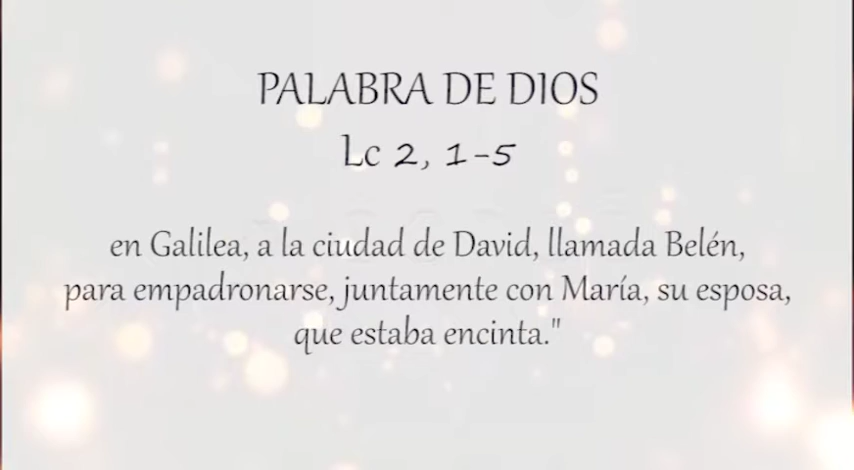 PALABRA DE DIOS
Lc 2, 1-5
en Galilea, a la ciudad de David, llamada Belén,
para empadronarse, juntamente con María, su esposa,
que estaba encinta."